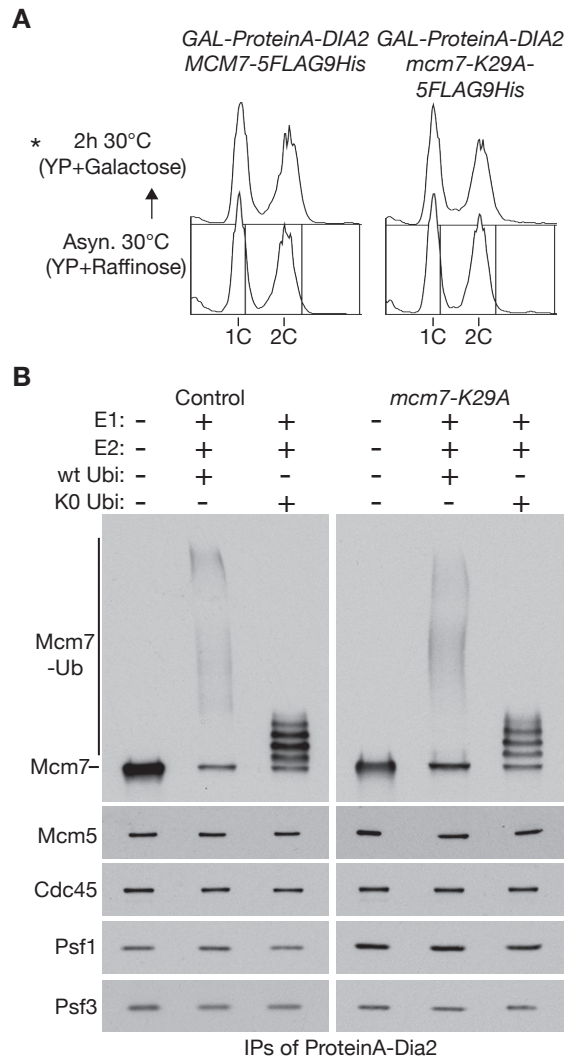 A
GAL-ProteinA-DIA2
MCM7-5FLAG9His
GAL-ProteinA-DIA2
mcm7-K29A-
5FLAG9His
* 2h 30°C
(YP+Galactose)
Asyn. 30°C
(YP+Raffinose)
1C 2C 1C 2C
B
Control mcm7-K29A
E1: - + + - + +
E2: - + + - + +
wt Ubi: - + - - + -
K0 Ubi: - - + - - +
Mcm7
-Ub
Mcm7-
Mcm5
Cdc45
Psf1
Psf3
IPs of ProteinA-Dia2